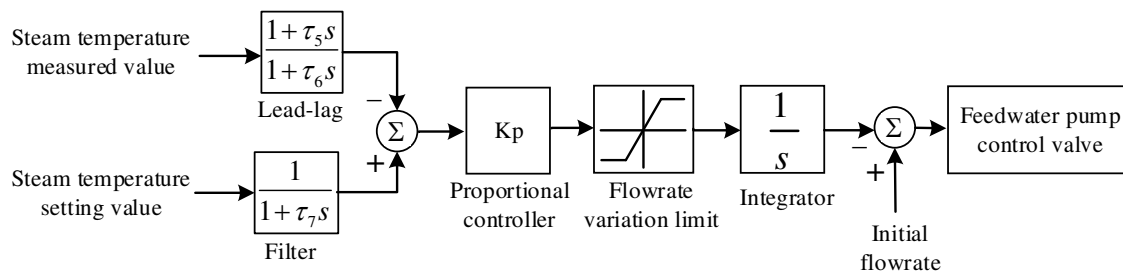 Steam temperature
measured value
1 + τ₅s
1 + τ₆s
Lead-lag
−
Σ
+
Steam temperature
setting value
1
1 + τ₇s
Filter
Kp
Proportional
controller
Flowrate
variation limit
1
s
Integrator
−
Σ
+
Initial
flowrate
Feedwater pump
control valve